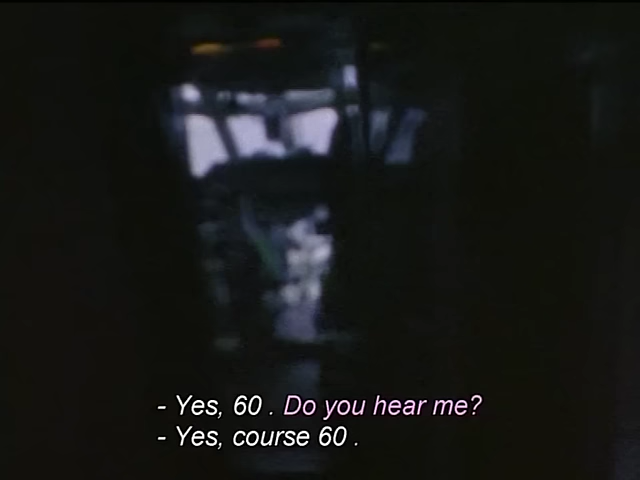 - Yes, 60 . Do you hear me?
- Yes, course 60 .